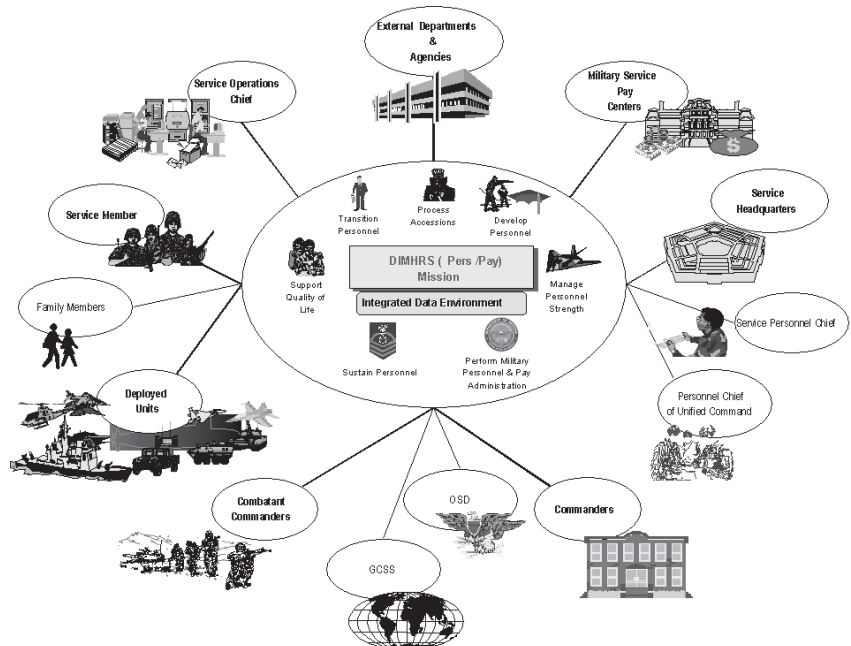 External Departments
&
Agencies
Service Operations
Chief
Military Service
Pay
Centers
$
Service Member
Service
Headquarters
Transition
Personnel
Process
Accessions
Develop
Personnel
DIMHRS ( Pers /Pay)
Mission
Integrated Data Environment
Support
Quality of
Life
Manage
Personnel
Strength
Sustain Personnel
Perform Military
Personnel & Pay
Administration
Family Members
Service Personnel Chief
Deployed
Units
Personnel Chief
of Unified Command
Combatant
Commanders
OSD
Commanders
GCSS